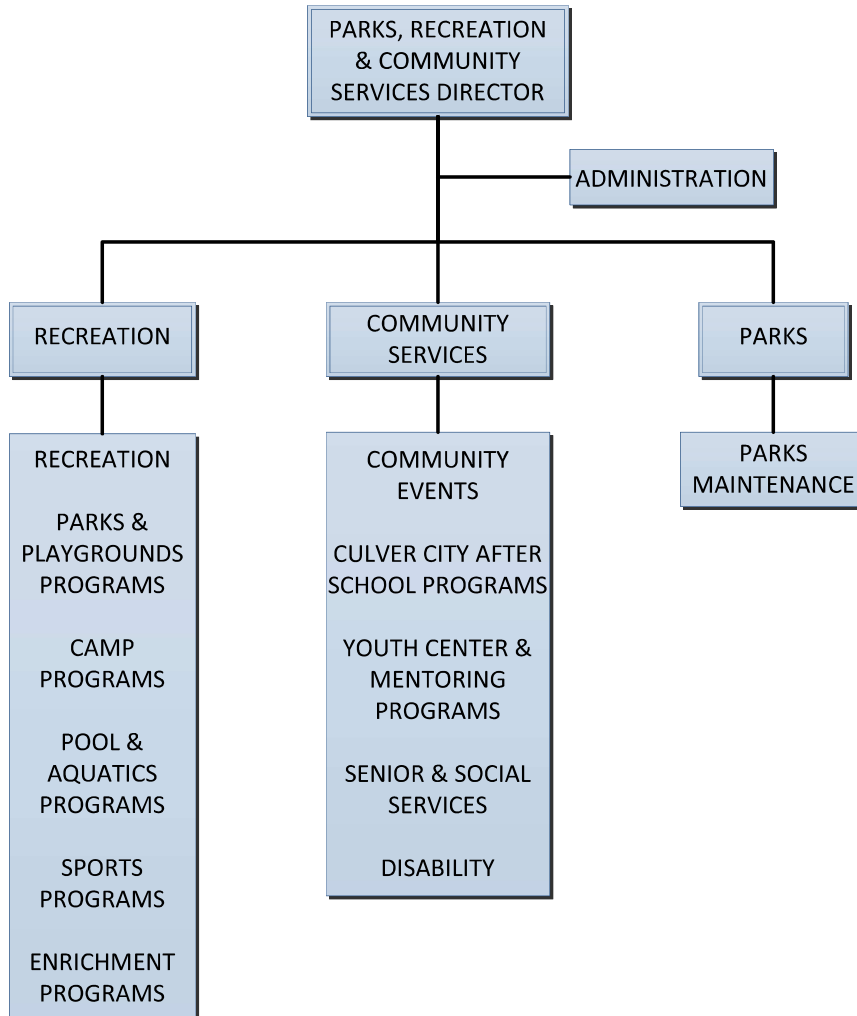 PARKS, RECREATION
& COMMUNITY
SERVICES DIRECTOR
ADMINISTRATION
RECREATION
COMMUNITY
SERVICES
PARKS
RECREATION
PARKS &
PLAYGROUNDS
PROGRAMS
CAMP
PROGRAMS
POOL &
AQUATICS
PROGRAMS
SPORTS
PROGRAMS
ENRICHMENT
PROGRAMS
COMMUNITY
EVENTS
CULVER CITY AFTER
SCHOOL PROGRAMS
YOUTH CENTER &
MENTORING
PROGRAMS
SENIOR & SOCIAL
SERVICES
DISABILITY
PARKS
MAINTENANCE